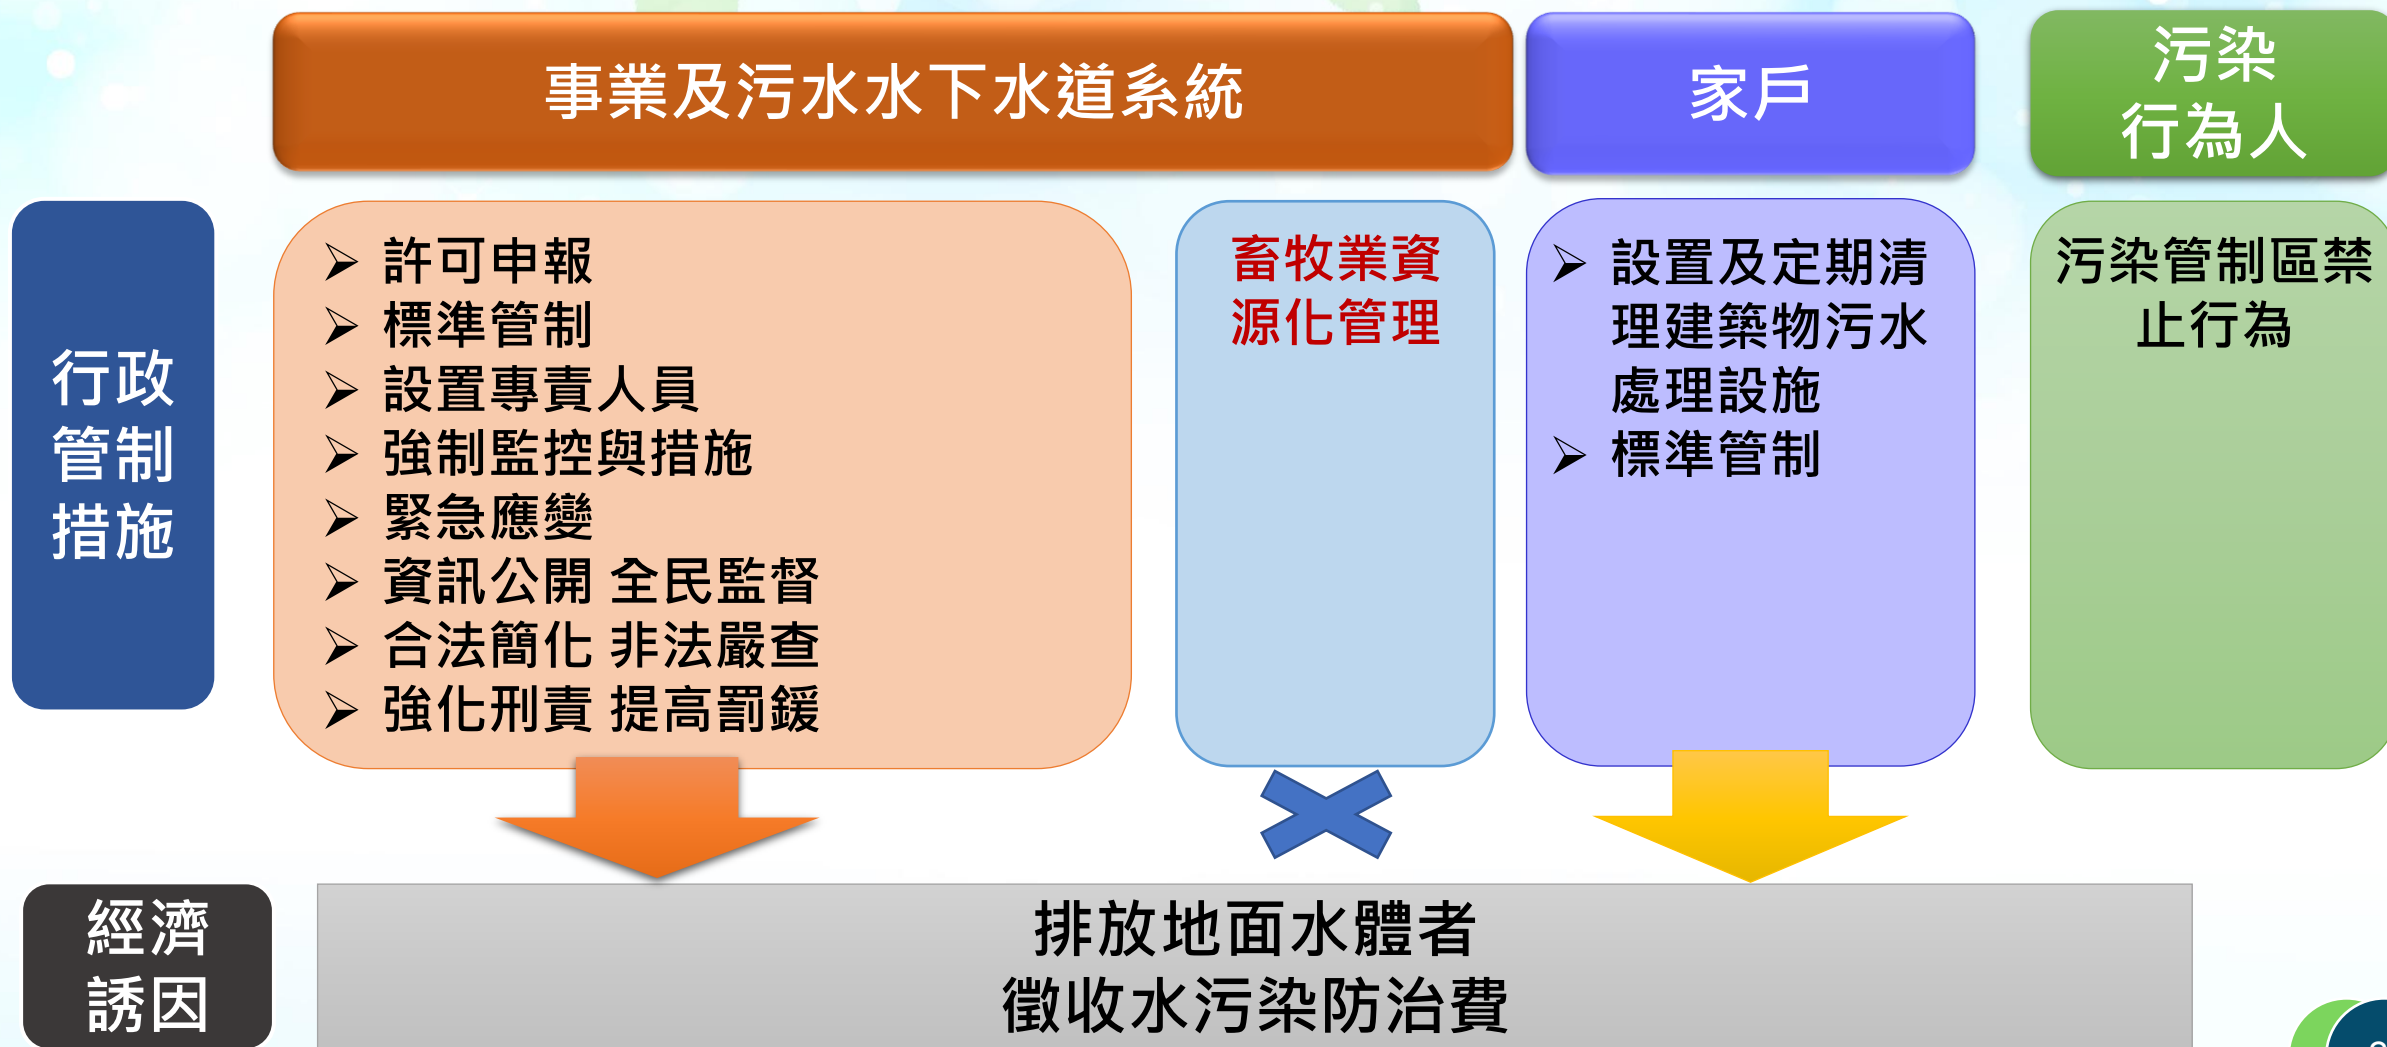 事業及污水水下水道系統
家戶
污染
行為人
行政
管制
措施
許可申報
標準管制
設置專責人員
強制監控與措施
緊急應變
資訊公開 全民監督
合法簡化 非法嚴查
強化刑責 提高罰鍰
畜牧業資
源化管理
設置及定期清
理建築物污水
處理設施
標準管制
污染管制區禁
止行為
經濟
誘因
排放地面水體者
徵收水污染防治費